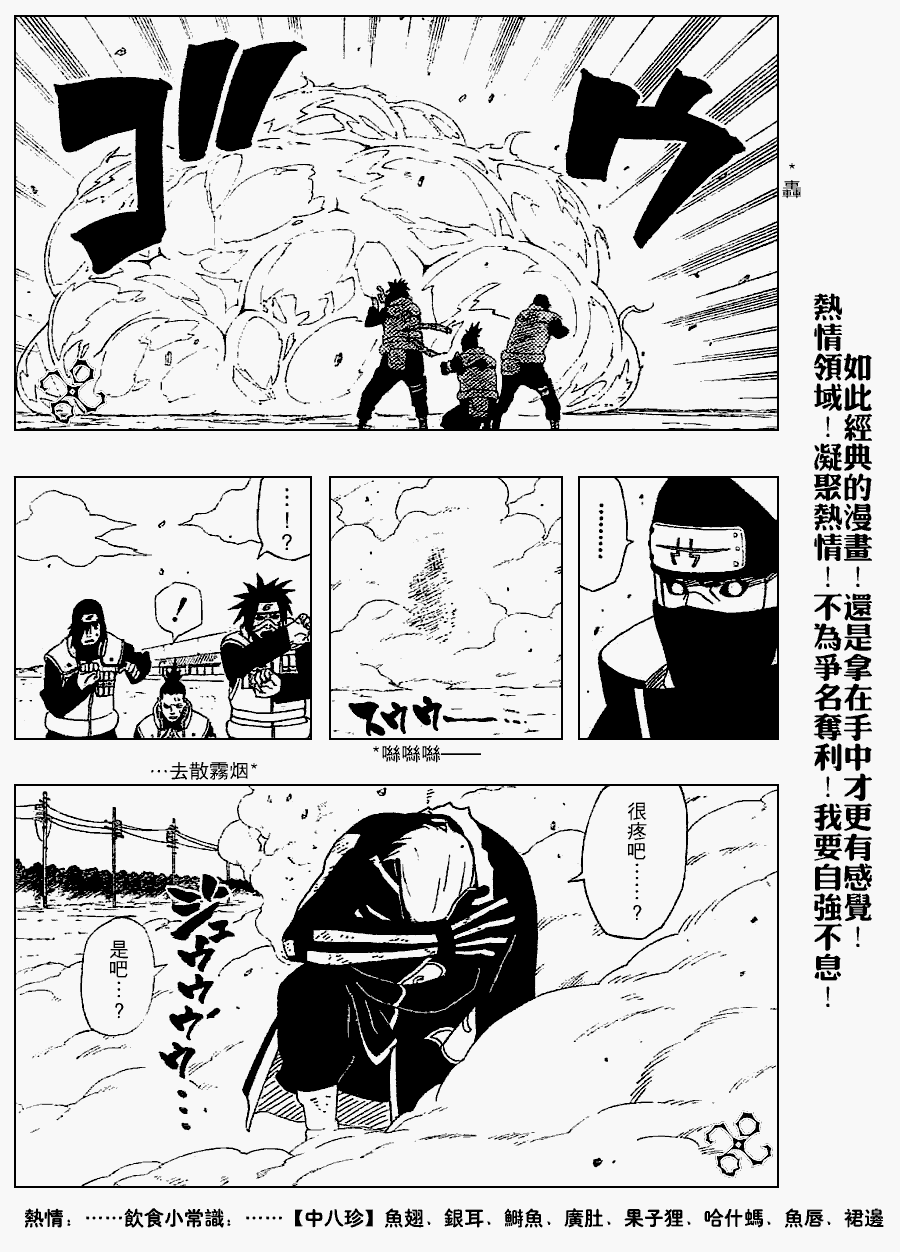 ゴウ
*
轟
如此經典的漫畫！還是拿在手中才更有感覺！
熱情領域！凝聚熱情！不為爭名奪利！我要自強不息！
………
スウウ——…
*嘶嘶嘶——
…！？
！
…去散霧烟*
很疼吧……？
ジュウウウウ…
是吧…？
熱情：……飲食小常識：……【中八珍】魚翅、銀耳、鰣魚、廣肚、果子狸、哈什螞、魚唇、裙邊